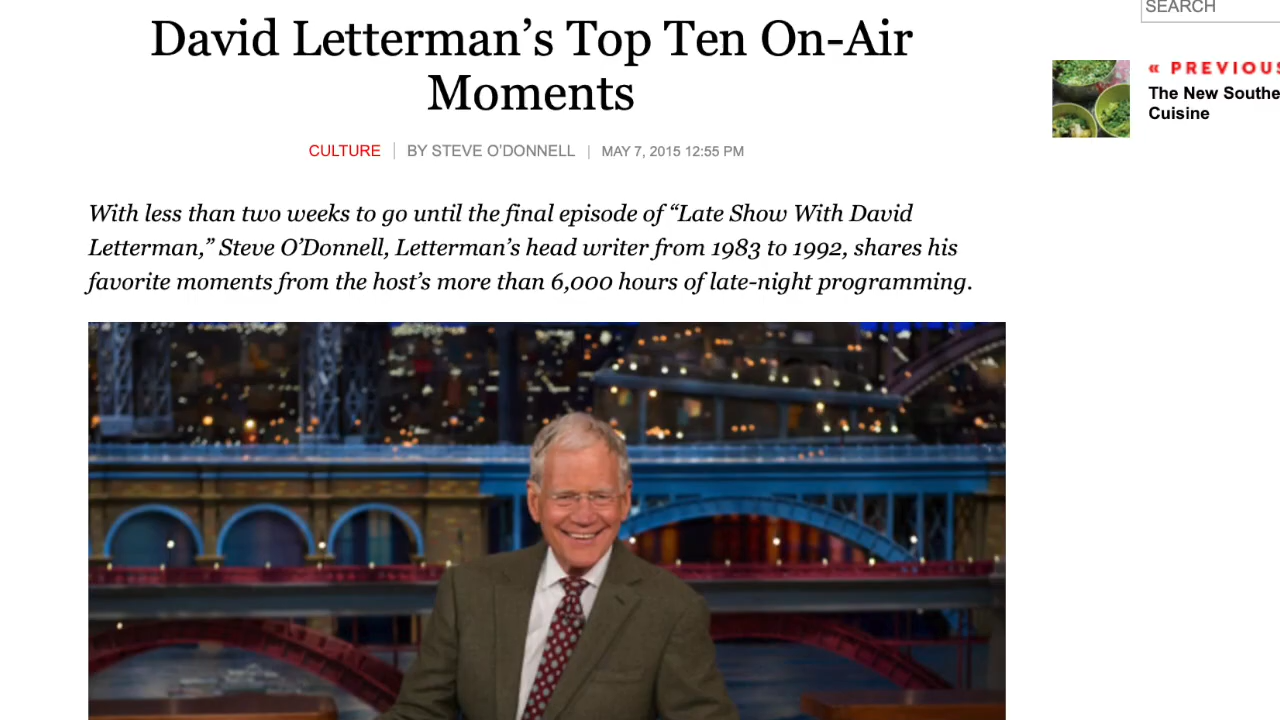 SEARCH
David Letterman’s Top Ten On-Air
Moments
CULTURE | BY STEVE O’DONNELL | MAY 7, 2015 12:55 PM
« PREVIOUS
The New Southe
Cuisine
With less than two weeks to go until the final episode of “Late Show With David
Letterman,” Steve O’Donnell, Letterman’s head writer from 1983 to 1992, shares his
favorite moments from the host’s more than 6,000 hours of late-night programming.